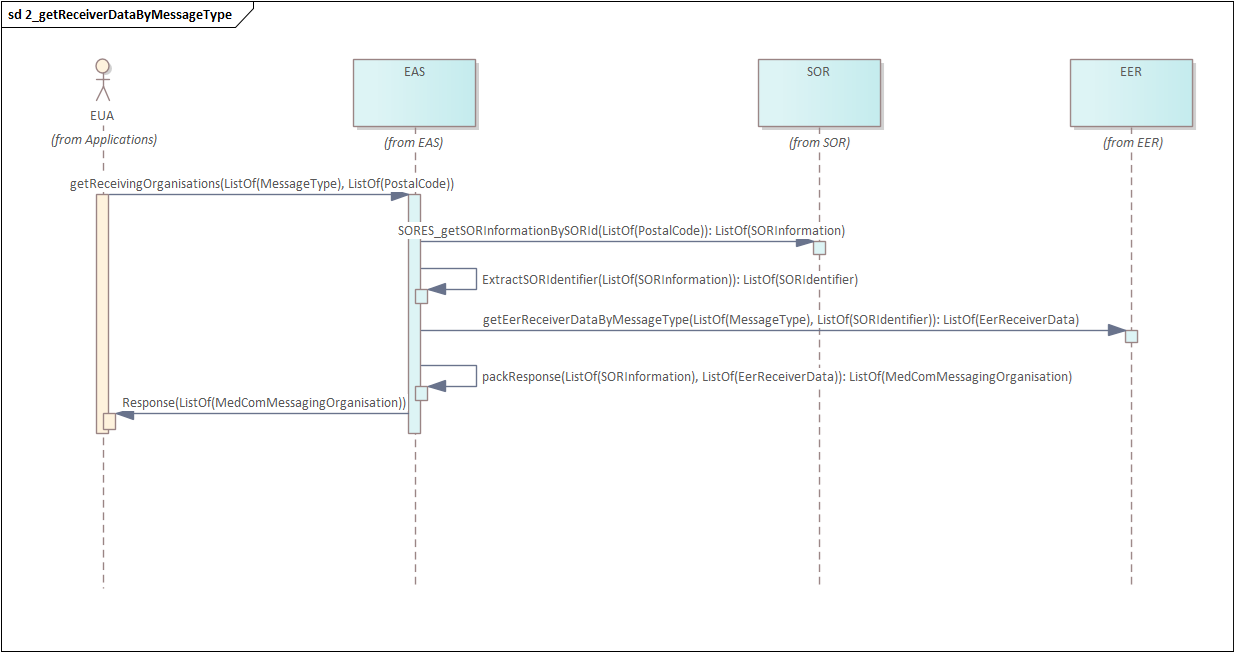 sd 2_getReceiverDataByMessageType
EUA
(from Applications)
EAS
(from EAS)
SOR
(from SOR)
EER
(from EER)
getReceivingOrganisations(ListOf(MessageType), ListOf(PostalCode))
SORES_getSORInformationBySORId(ListOf(PostalCode)): ListOf(SORInformation)
ExtractSORIdentifier(ListOf(SORInformation)): ListOf(SORIdentifier)
getEerReceiverDataByMessageType(ListOf(MessageType), ListOf(SORIdentifier)): ListOf(EerReceiverData)
packResponse(ListOf(SORInformation), ListOf(EerReceiverData)): ListOf(MedComMessagingOrganisation)
Response(ListOf(MedComMessagingOrganisation))